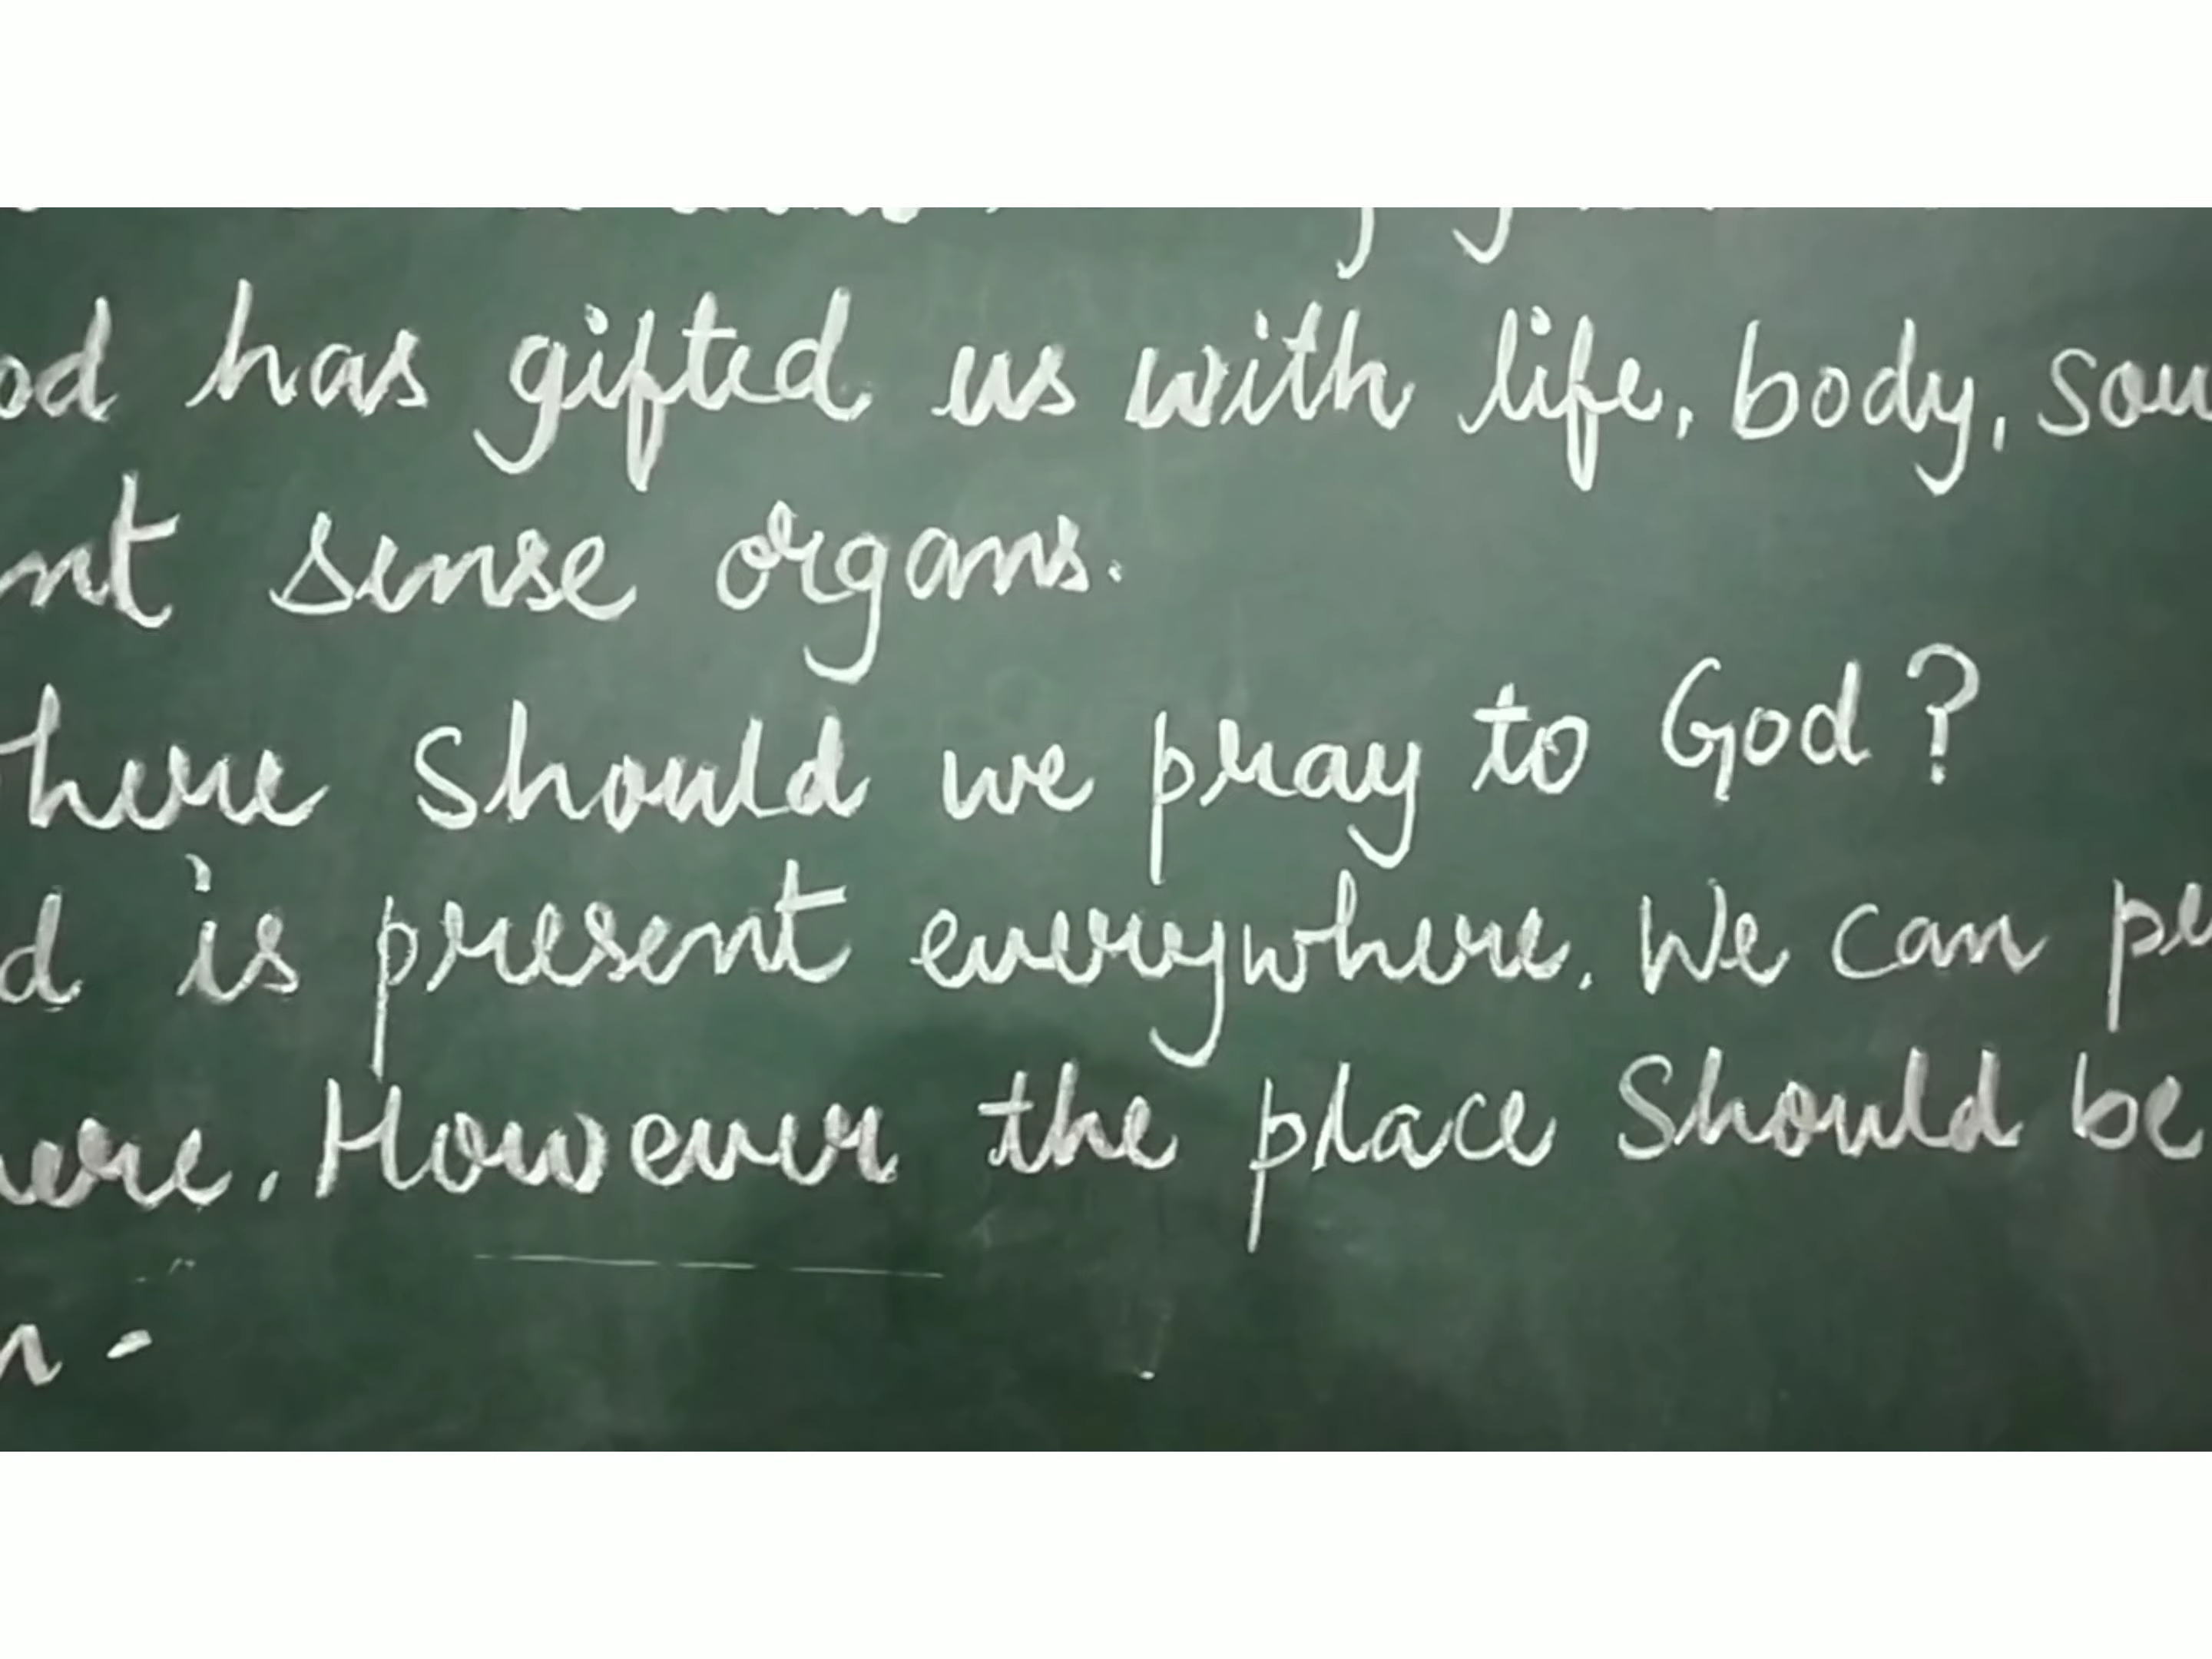 od has gifted us with life, body, sou
nt sense organs.
here should we pray to God?
d is present everywhere. We can
ere. However the place should be
n -